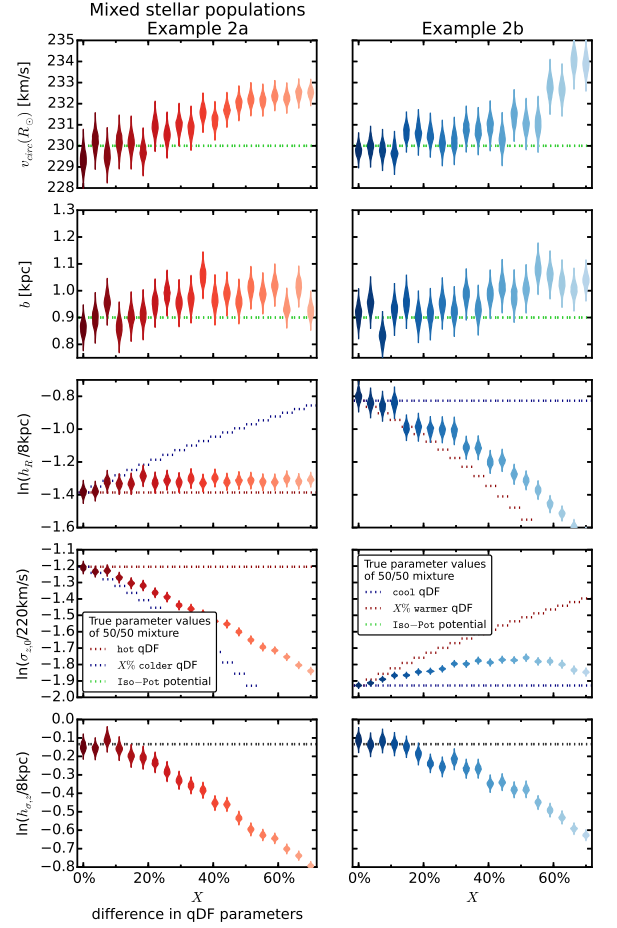 Mixed stellar populations
Example 2a
Example 2b
235
234
233
232
231
230
229
228
v_circ(R_⊙) [km/s]
1.3
1.2
1.1
1.0
0.9
0.8
b [kpc]
−0.8
−1.0
−1.2
−1.4
−1.6
ln(h_R/8kpc)
−1.1
−1.2
−1.3
−1.4
−1.5
−1.6
−1.7
−1.8
−1.9
−2.0
ln(σ_z,0/220km/s)
True parameter values
of 50/50 mixture
hot qDF
X% colder qDF
Iso−Pot potential
True parameter values
of 50/50 mixture
cool qDF
X% warmer qDF
Iso−Pot potential
0.0
−0.1
−0.2
−0.3
−0.4
−0.5
−0.6
−0.7
−0.8
ln(h_σ,z/8kpc)
0% 20% 40% 60%
X
difference in qDF parameters
0% 20% 40% 60%
X